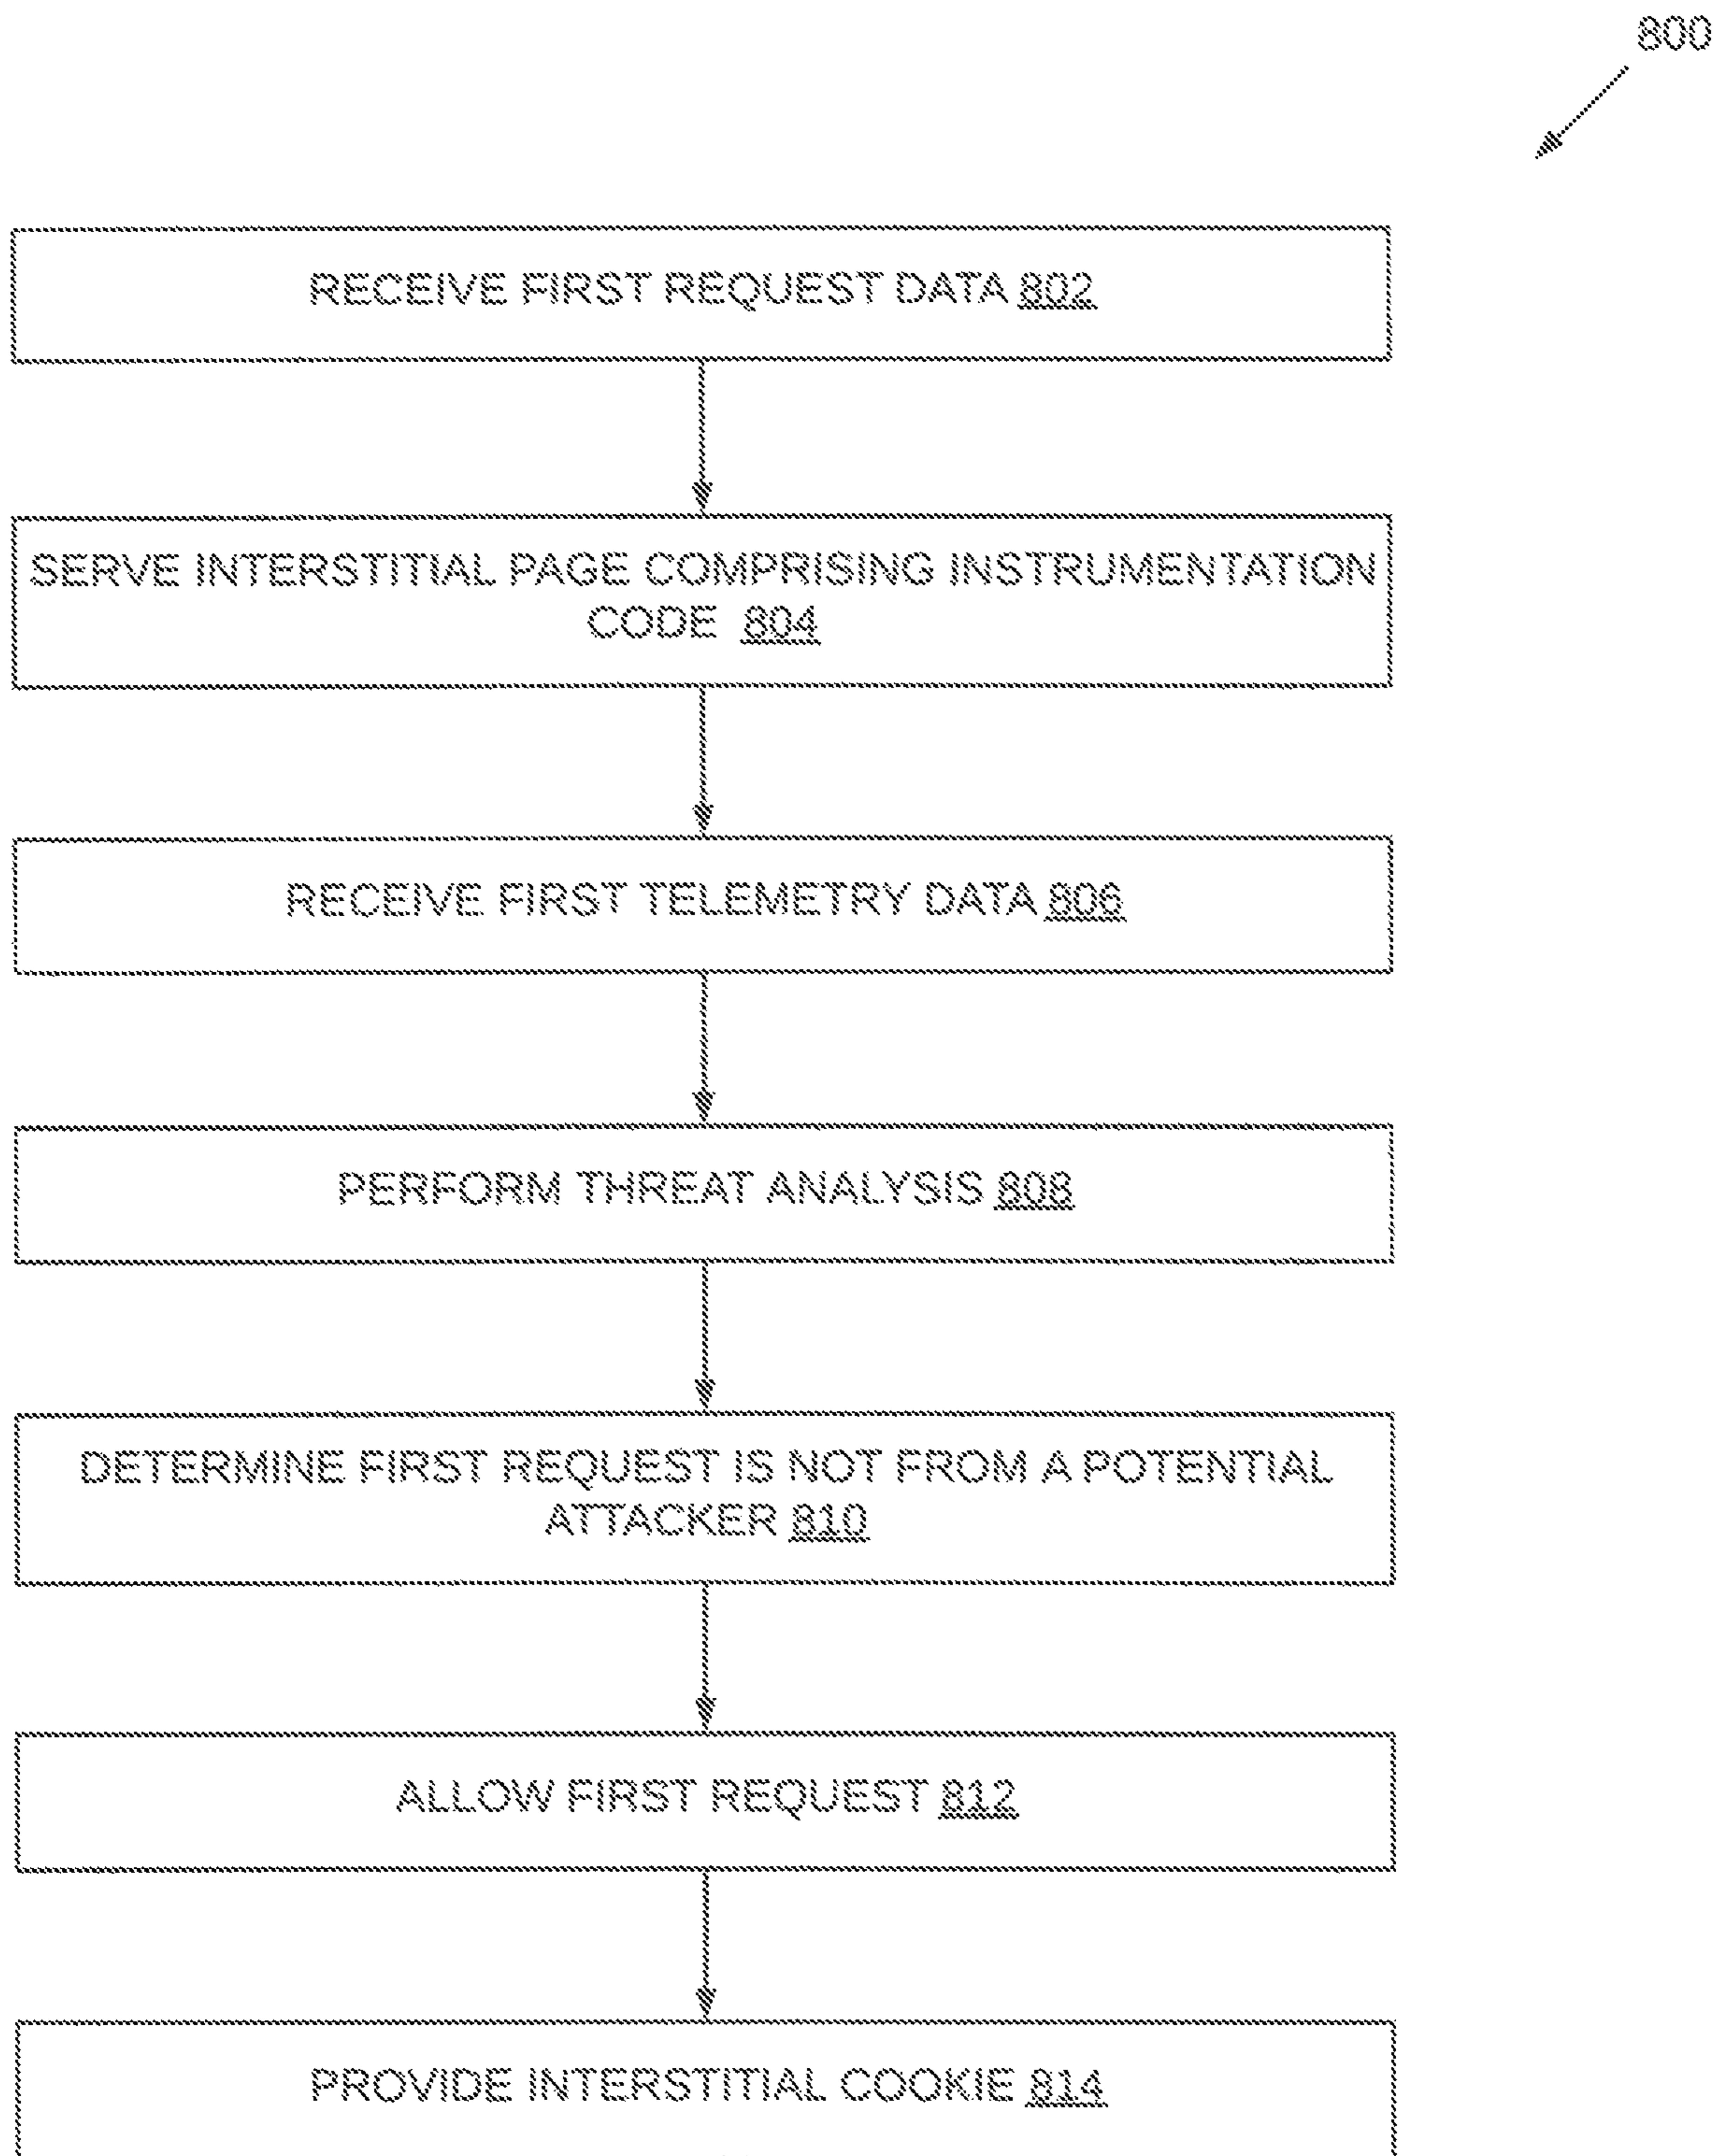 800
RECEIVE FIRST REQUEST DATA 802
SERVE INTERSTITIAL PAGE COMPRISING INSTRUMENTATION
CODE 804
RECEIVE FIRST TELEMETRY DATA 806
PERFORM THREAT ANALYSIS 808
DETERMINE FIRST REQUEST IS NOT FROM A POTENTIAL
ATTACKER 810
ALLOW FIRST REQUEST 812
PROVIDE INTERSTITIAL COOKIE 814